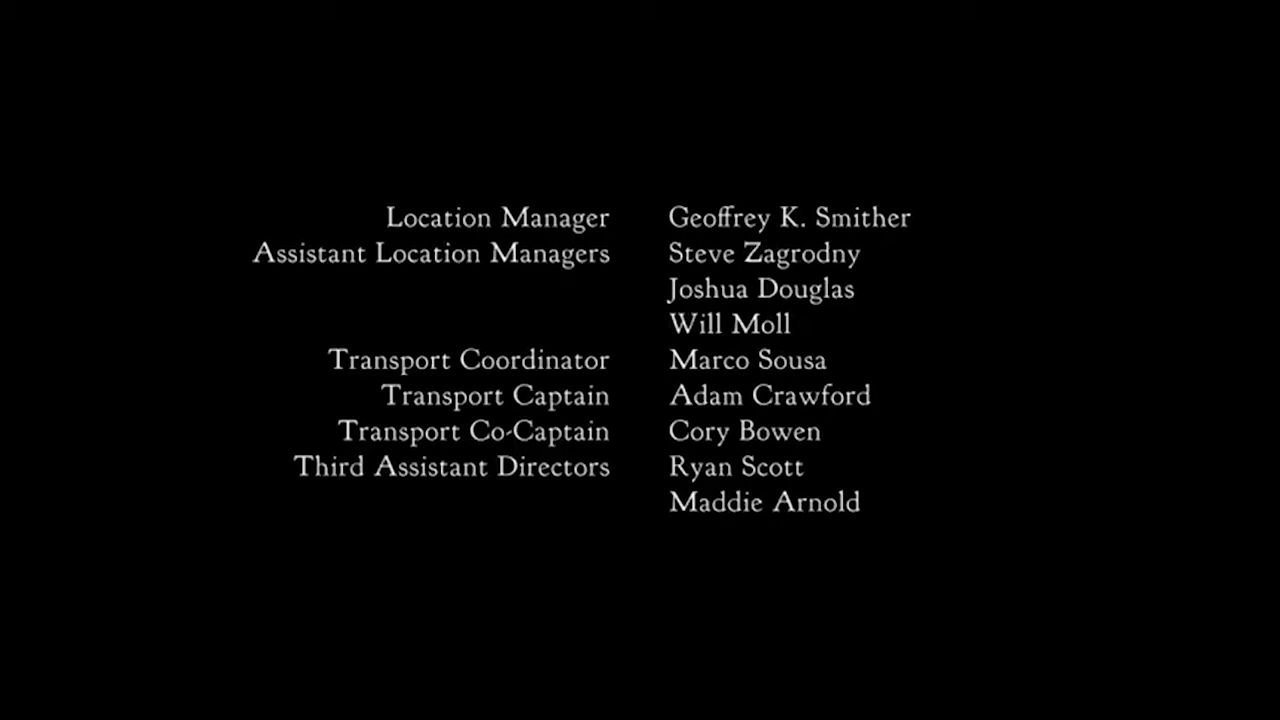 Location Manager Geoffrey K. Smither
Assistant Location Managers Steve Zagrodny
Joshua Douglas
Will Moll
Transport Coordinator Marco Sousa
Transport Captain Adam Crawford
Transport Co-Captain Cory Bowen
Third Assistant Directors Ryan Scott
Maddie Arnold